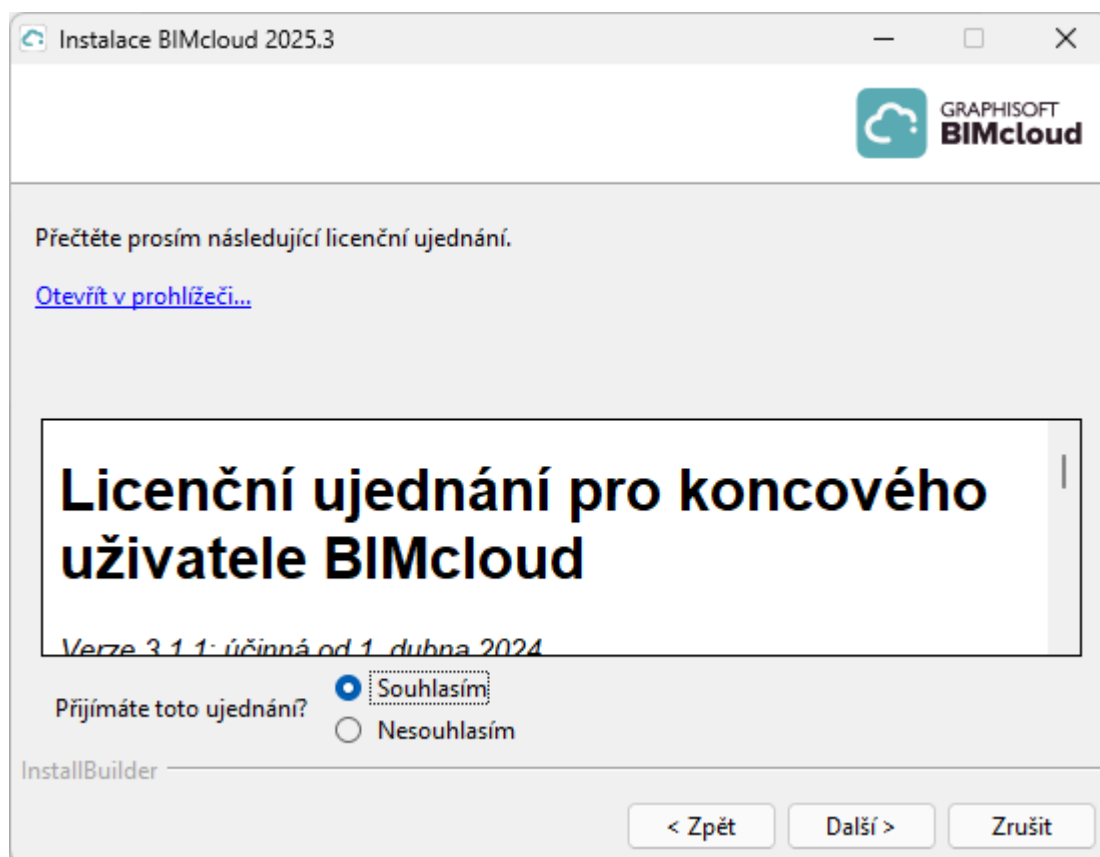 Instalace BIMcloud 2025.3
GRAPHISOFT
BIMcloud
Přečtěte prosím následující licenční ujednání.
Otevřít v prohlížeči...
Licenční ujednání pro koncového
uživatele BIMcloud
Verze 3.1.1: účinná od 1. dubna 2024
Přijímáte toto ujednání?
Souhlasím
Nesouhlasím
InstallBuilder
< Zpět
Další >
Zrušit